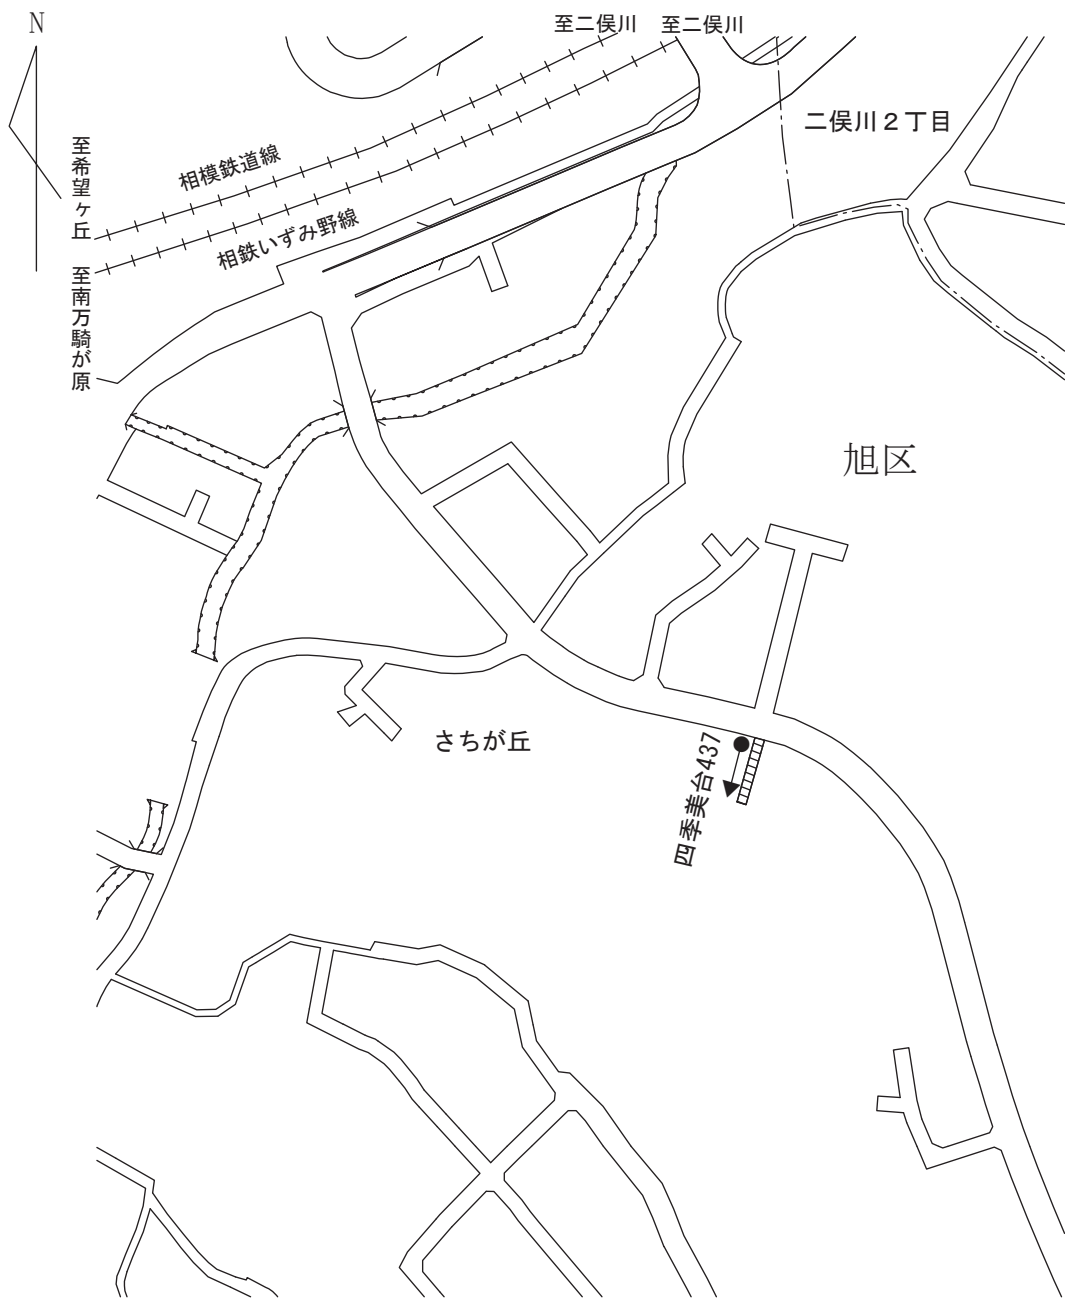 N
至二俣川
至二俣川
二俣川２丁目
至希望ヶ丘
相模鉄道線
相鉄いずみ野線
至南万騎が原
旭区
さちが丘
四季美台437